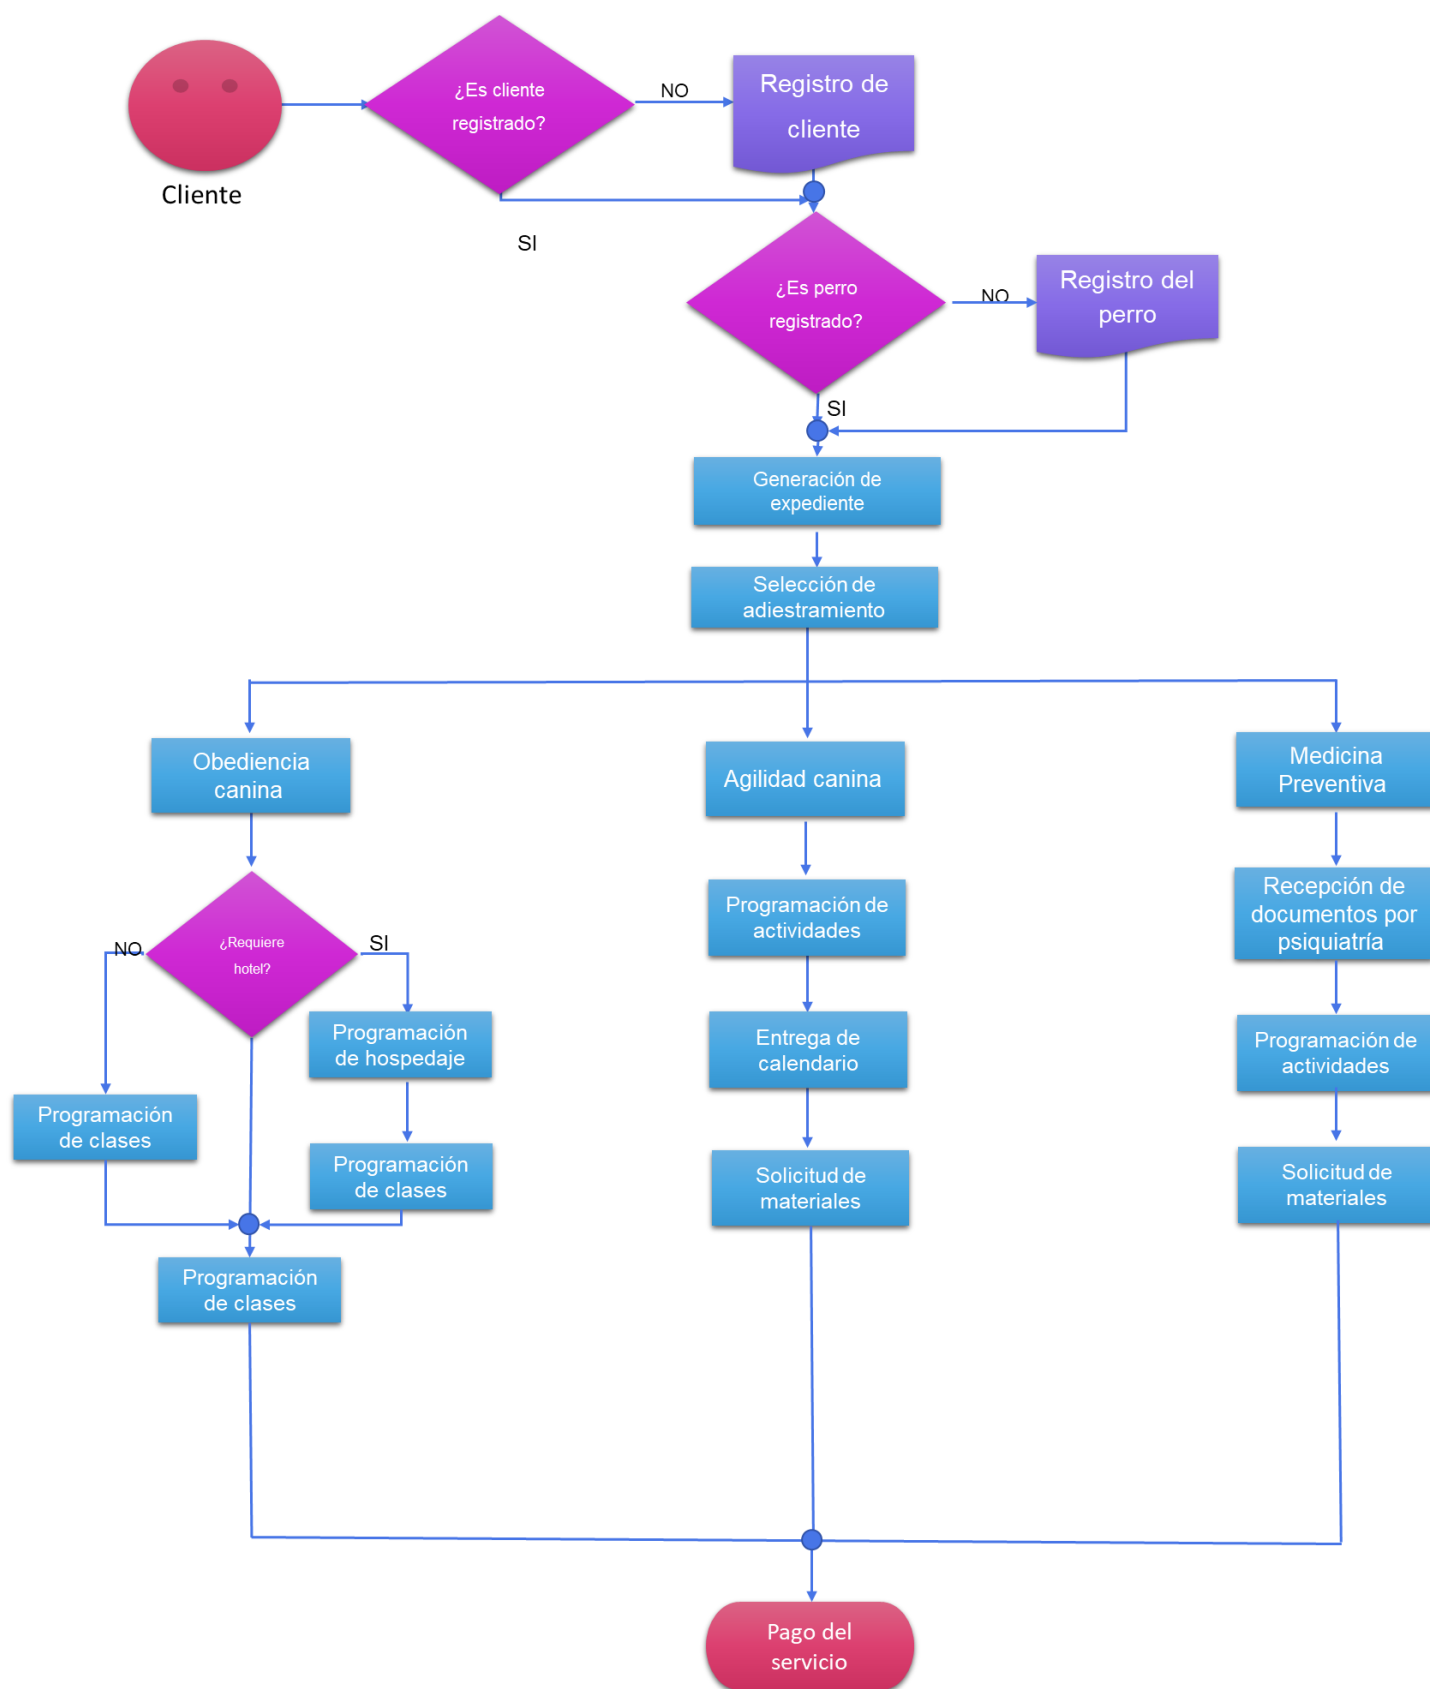 ¿Es cliente
registrado?
NO
Registro de
cliente
Cliente
SI
¿Es perro
registrado?
NO
Registro del
perro
SI
Generación de
expediente
Selección de
adiestramiento
Obediencia
canina
Agilidad canina
Medicina
Preventiva
¿Requiere
hotel?
NO
SI
Programación de
actividades
Recepción de
documentos por
psiquiatría
Programación
de hospedaje
Entrega de
calendario
Programación de
actividades
Programación
de clases
Programación
de clases
Solicitud de
materiales
Solicitud de
materiales
Programación
de clases
Pago del
servicio